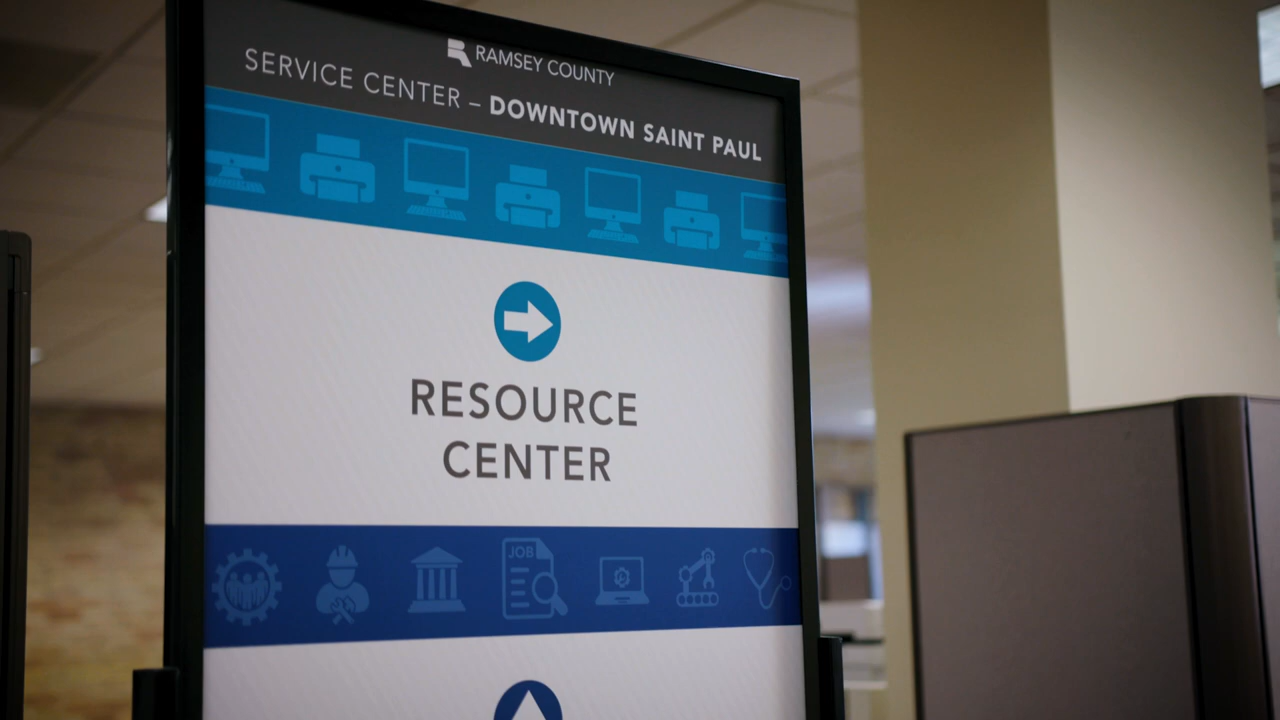 RAMSEY COUNTY
SERVICE CENTER – DOWNTOWN SAINT PAUL
RESOURCE
CENTER
JOB